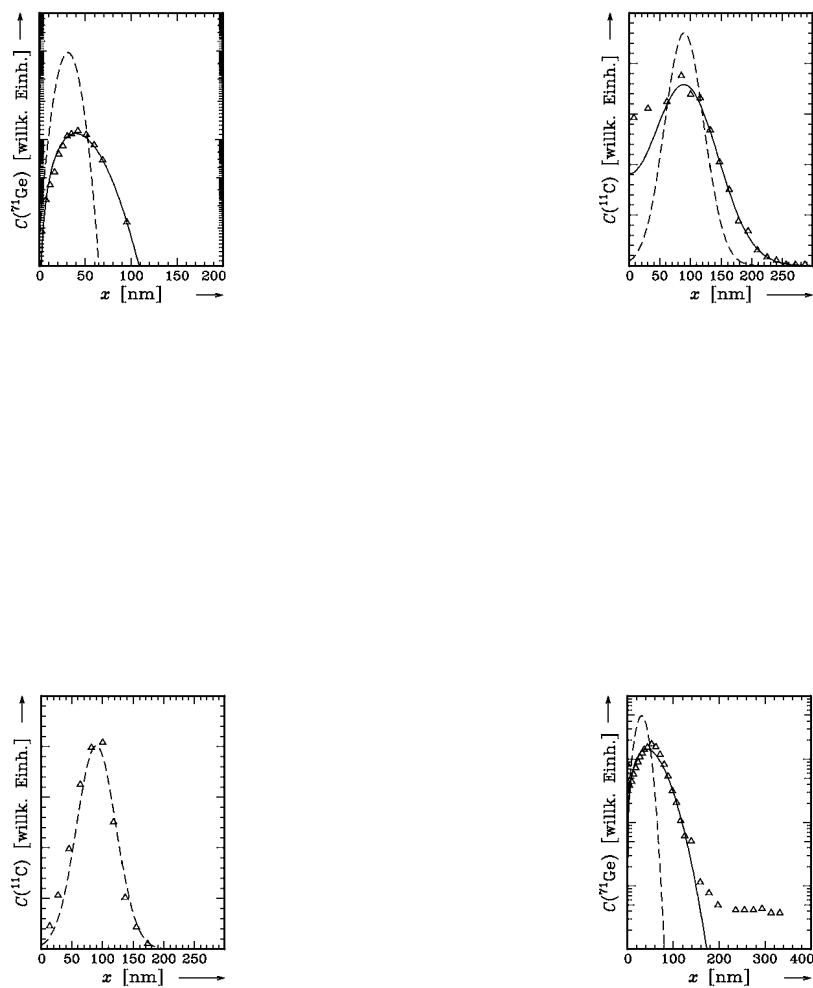 C(⁷¹Ge) [willk. Einh.]
0 50 100 150 200
x [nm]
C(¹¹C) [willk. Einh.]
0 50 100 150 200 250
x [nm]
C(¹¹C) [willk. Einh.]
0 50 100 150 200 250
x [nm]
C(⁷¹Ge) [willk. Einh.]
0 100 200 300 400
x [nm]